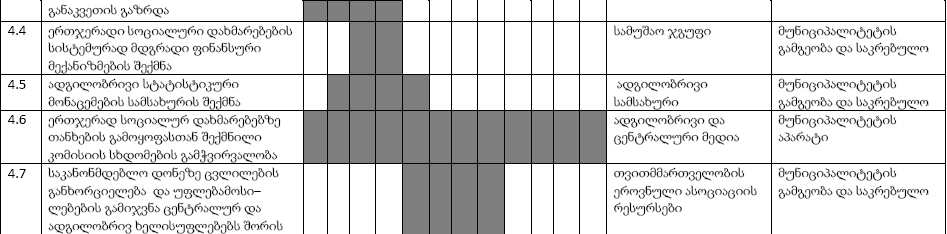 განაკვეთის გაზრდა
4.4 ერთჯერადი სოციალური დახმარებების სამუშაო ჯგუფი მუნიციპალიტეტის
სისტემურად მდგრადი ფინანსური გამგეობა და საკრებულო
მექანიზმების შექმნა
4.5 ადგილობრივი სტატისტიკური ადგილობრივი მუნიციპალიტეტის
მონაცემების სამსახურის შექმნა სამსახური გამგეობა და საკრებულო
4.6 ერთჯერად სოციალურ დახმარებებზე ადგილობრივი და მუნიციპალიტეტის
თანხების გამოყოფასთან შექმნილი ცენტრალური მედია აპარატი
კომისიის სხდომების გამჭვირვალობა
4.7 საკანონმდებლო დონეზე ცვლილების თვითმმართველობის მუნიციპალიტეტის
განხორციელება და უფლებამოსი– ეროვნული ასოციაციის გამგეობა და საკრებულო
ლებების გამიჯვნა ცენტრალურ და რესურსები
ადგილობრივ ხელისუფლებებს შორის